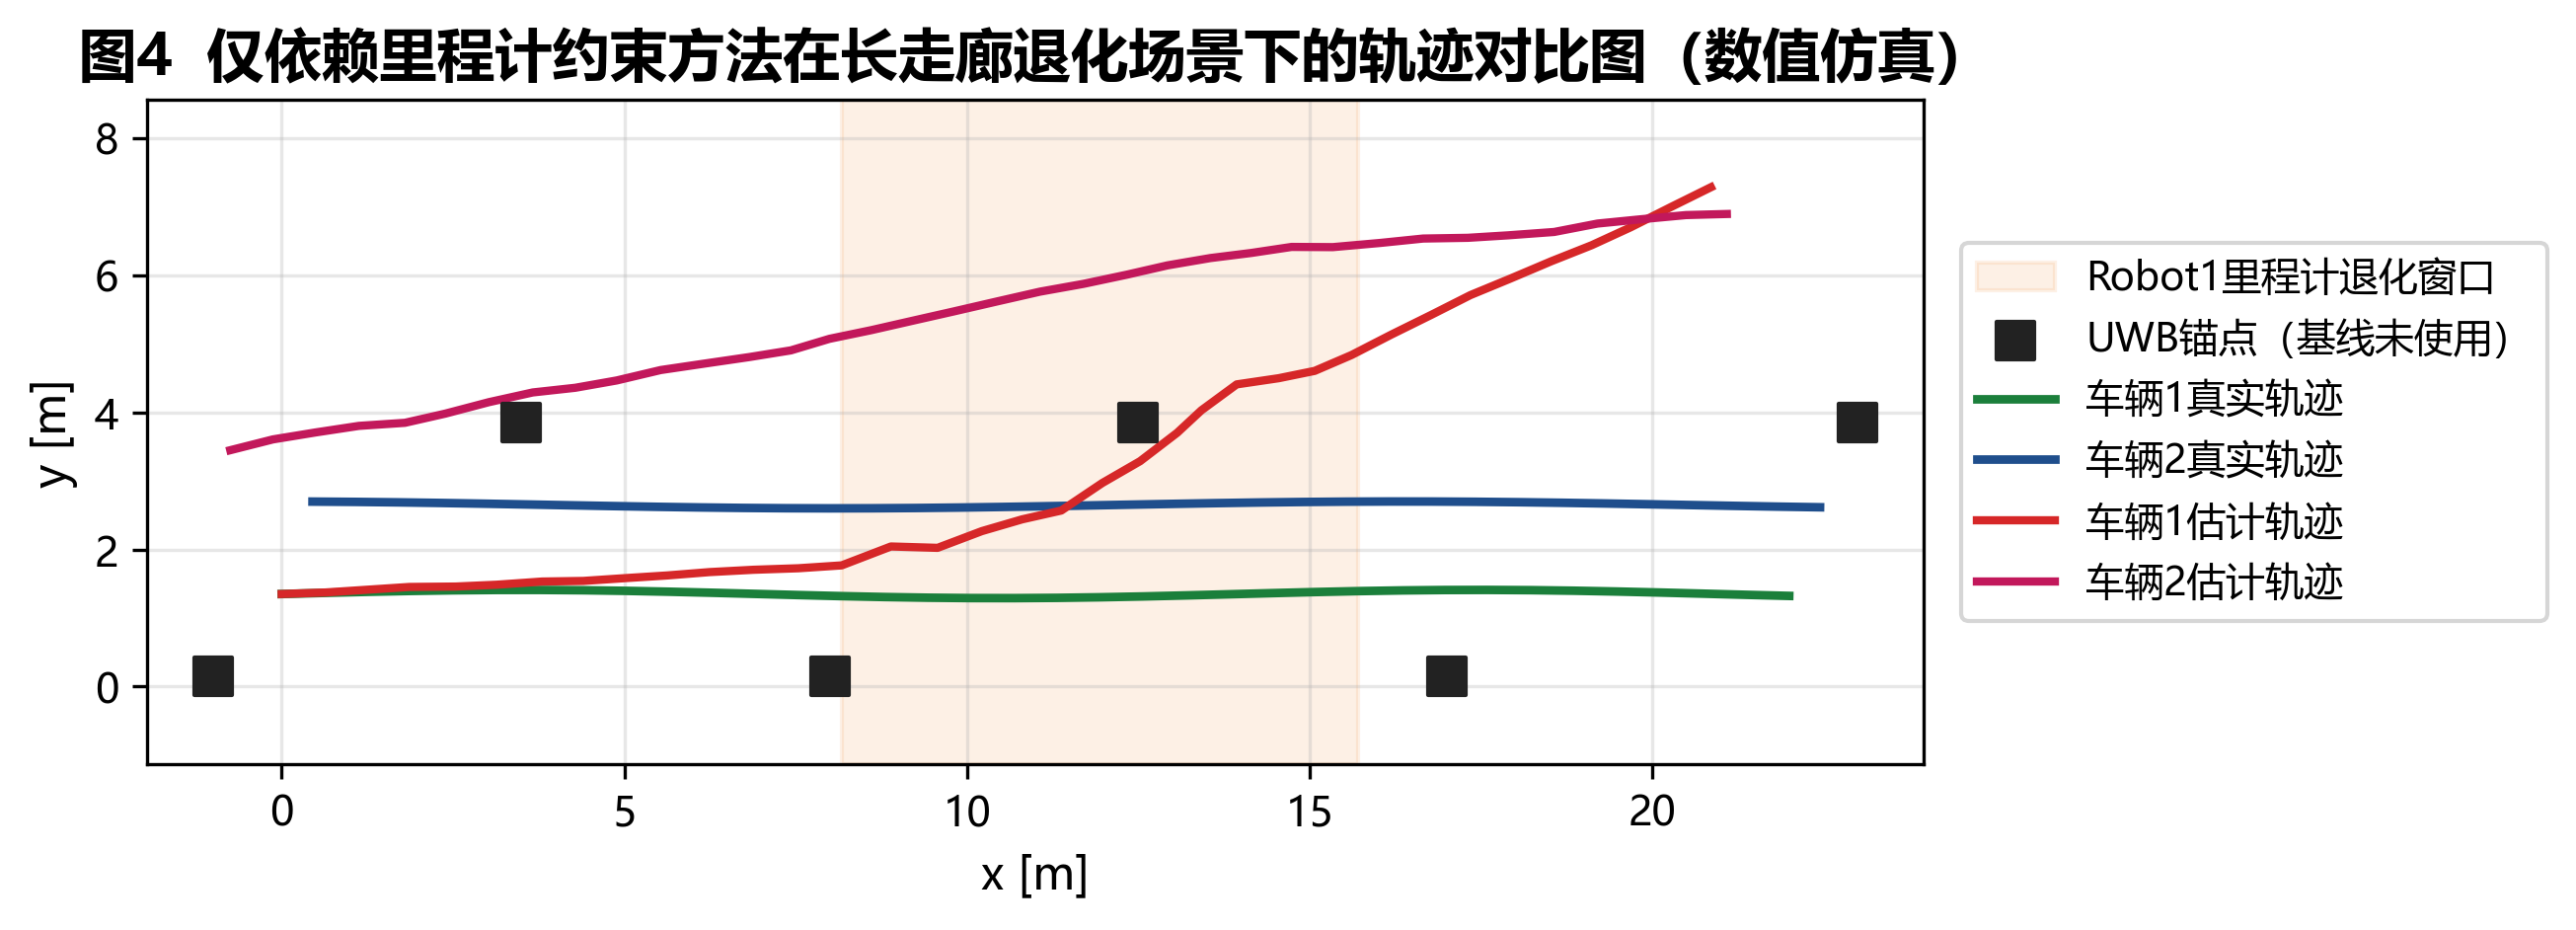 图4 仅依赖里程计约束方法在长走廊退化场景下的轨迹对比图（数值仿真）
8
6
4
2
0
y [m]
0 5 10 15 20
x [m]
Robot1里程计退化窗口
UWB锚点（基线未使用）
车辆1真实轨迹
车辆2真实轨迹
车辆1估计轨迹
车辆2估计轨迹